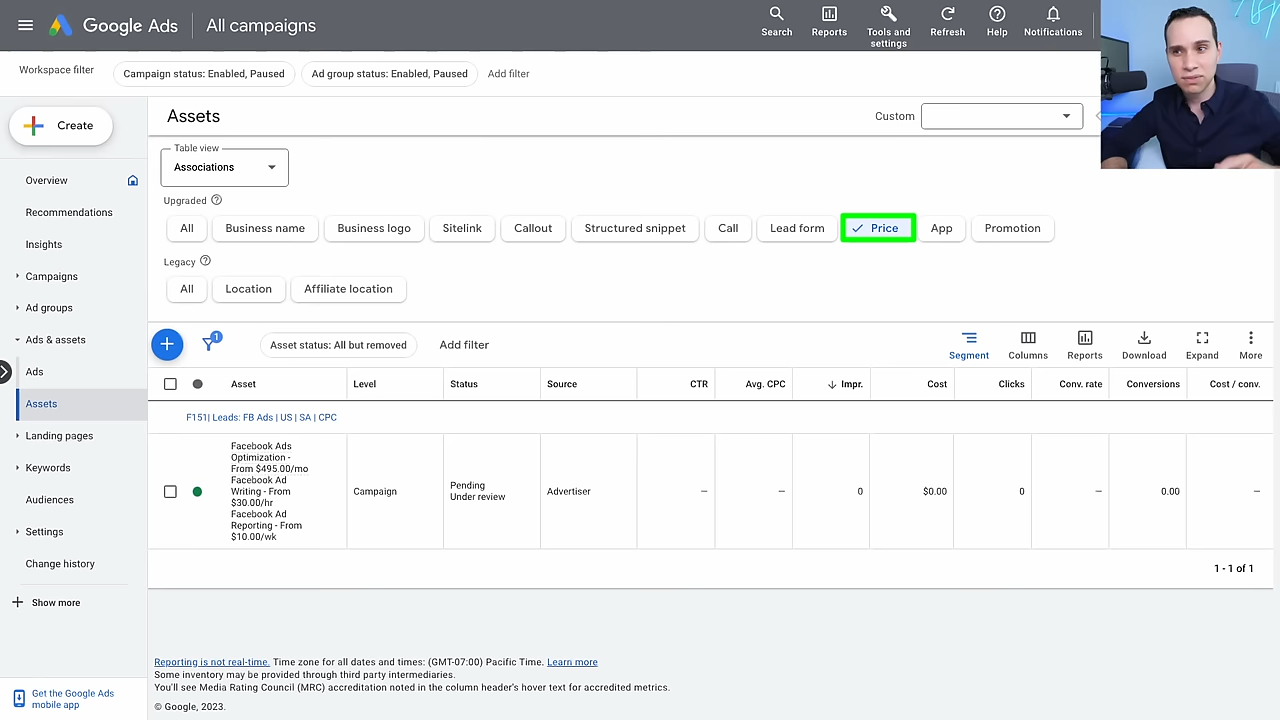 Google Ads
All campaigns
Search
Reports
Tools and
settings
Refresh
Help
Notifications
Workspace filter
Campaign status: Enabled, Paused
Ad group status: Enabled, Paused
Add filter
Create
Overview
Recommendations
Insights
Campaigns
Ad groups
Ads & assets
Ads
Assets
Landing pages
Keywords
Audiences
Settings
Change history
Show more
Get the Google Ads
mobile app
Assets
Custom
Table view
Associations
Upgraded
All
Business name
Business logo
Sitelink
Callout
Structured snippet
Call
Lead form
Price
App
Promotion
Legacy
All
Location
Affiliate location
1
Asset status: All but removed
Add filter
Segment
Columns
Reports
Download
Expand
More
Asset
Level
Status
Source
CTR
Avg. CPC
Impr.
Cost
Clicks
Conv. rate
Conversions
Cost / conv.
F151| Leads: FB Ads | US | SA | CPC
Facebook Ads
Optimization -
From $495.00/mo
Facebook Ad
Writing - From
$30.00/hr
Facebook Ad
Reporting - From
$10.00/wk
Campaign
Pending
Under review
Advertiser
–
–
0
$0.00
0
–
0.00
–
1 - 1 of 1
Reporting is not real-time. Time zone for all dates and times: (GMT-07:00) Pacific Time. Learn more
Some inventory may be provided through third party intermediaries.
You'll see Media Rating Council (MRC) accreditation noted in the column header's hover text for accredited metrics.
© Google, 2023.